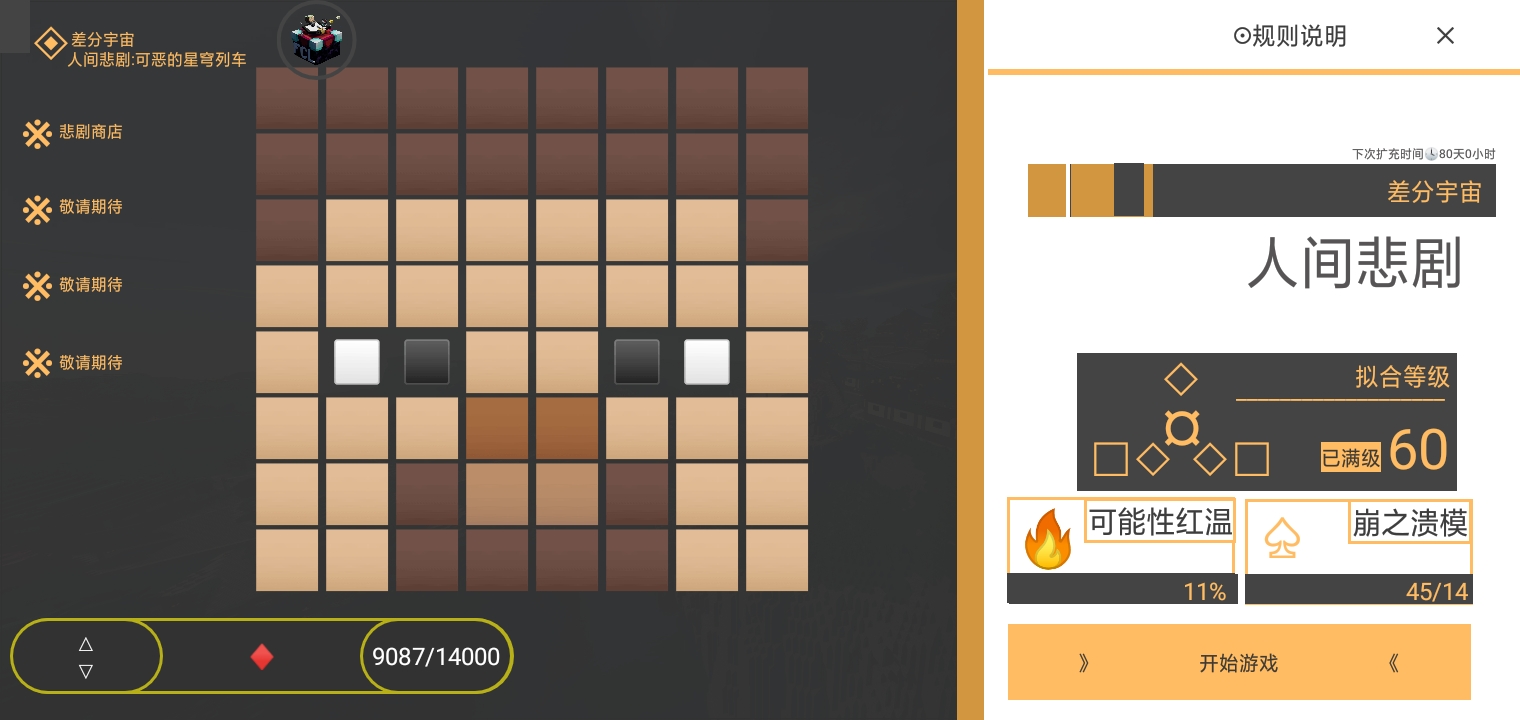 差分宇宙
人间悲剧:可恶的星穹列车
CL
悲剧商店
敬请期待
敬请期待
敬请期待
9087/14000
规则说明
下次扩充时间🕓80天0小时
差分宇宙
人间悲剧
拟合等级
已满级 60
可能性红温
11%
崩之溃模
45/14
》 开始游戏 《